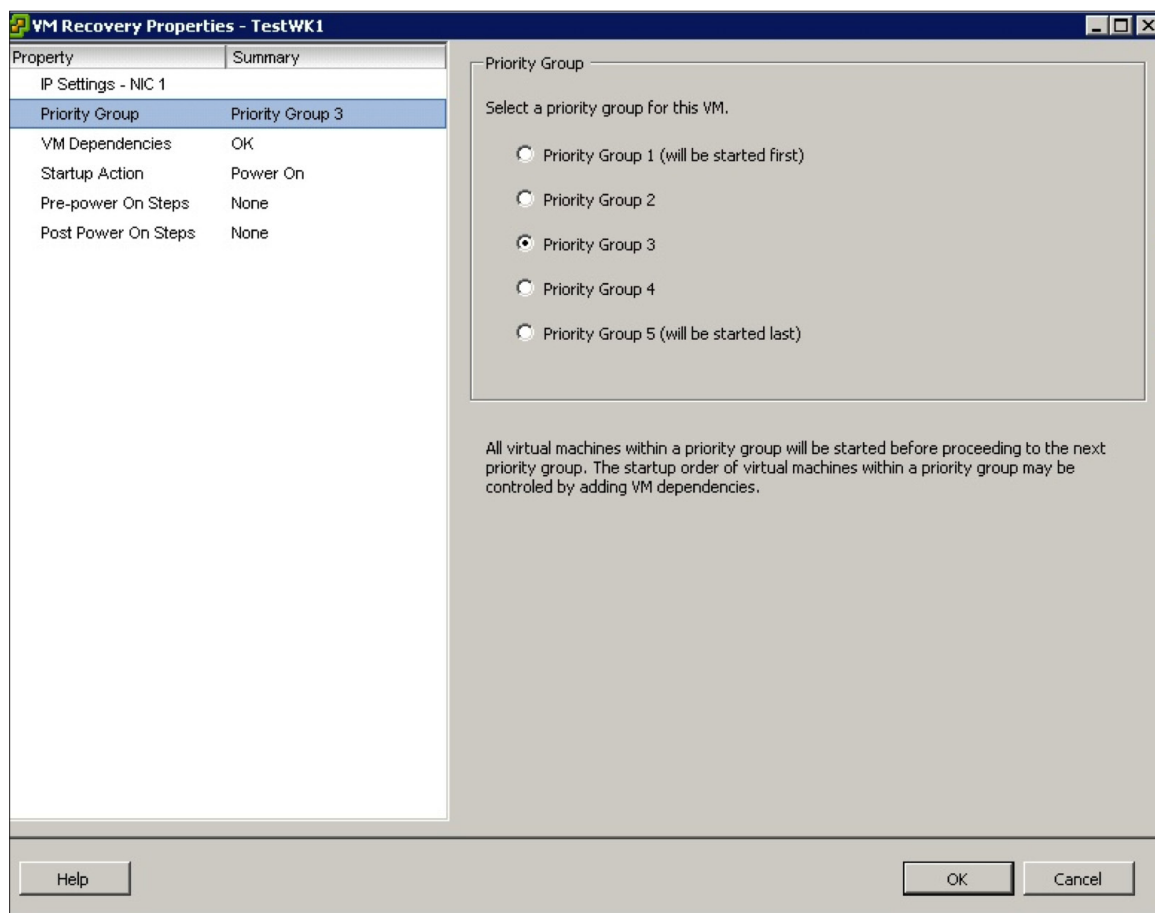 VM Recovery Properties - TestWK1
Property Summary
IP Settings - NIC 1
Priority Group Priority Group 3
VM Dependencies OK
Startup Action Power On
Pre-power On Steps None
Post Power On Steps None
Priority Group
Select a priority group for this VM.
Priority Group 1 (will be started first)
Priority Group 2
Priority Group 3
Priority Group 4
Priority Group 5 (will be started last)
All virtual machines within a priority group will be started before proceeding to the next
priority group. The startup order of virtual machines within a priority group may be
controled by adding VM dependencies.
Help OK Cancel